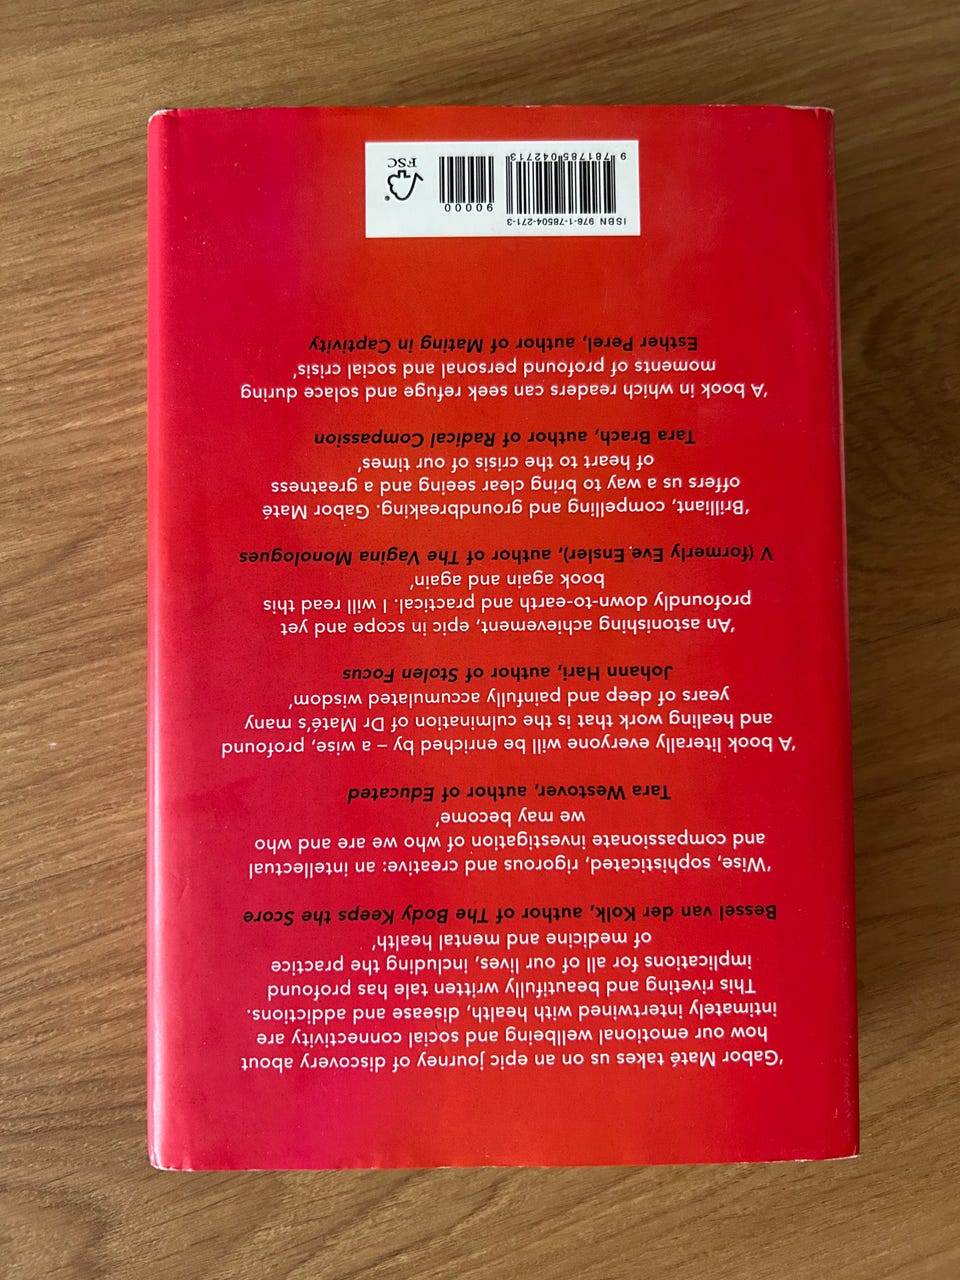 'Gabor Maté takes us on an epic journey of discovery about
how our emotional wellbeing and social connectivity are
intimately intertwined with health, disease and addictions.
This riveting and beautifully written tale has profound
implications for all of our lives, including the practice
of medicine and mental health'
Bessel van der Kolk, author of The Body Keeps the Score
'Wise, sophisticated, rigorous and creative: an intellectual
and compassionate investigation of who we are and who
we may become'
Tara Westover, author of Educated
'A book literally everyone will be enriched by – a wise, profound
and healing work that is the culmination of Dr Maté's many
years of deep and painfully accumulated wisdom'
Johann Hari, author of Stolen Focus
'An astonishing achievement, epic in scope and yet
profoundly down-to-earth and practical. I will read this
book again and again'
V (formerly Eve Ensler), author of The Vagina Monologues
'Brilliant, compelling and groundbreaking. Gabor Maté
offers us a way to bring clear seeing and a greatness
of heart to the crisis of our times'
Tara Brach, author of Radical Compassion
'A book in which readers can seek refuge and solace during
moments of profound personal and social crisis'
Esther Perel, author of Mating in Captivity
ISBN 978-1-78504-271-3
90000
9 781785 042713
FSC